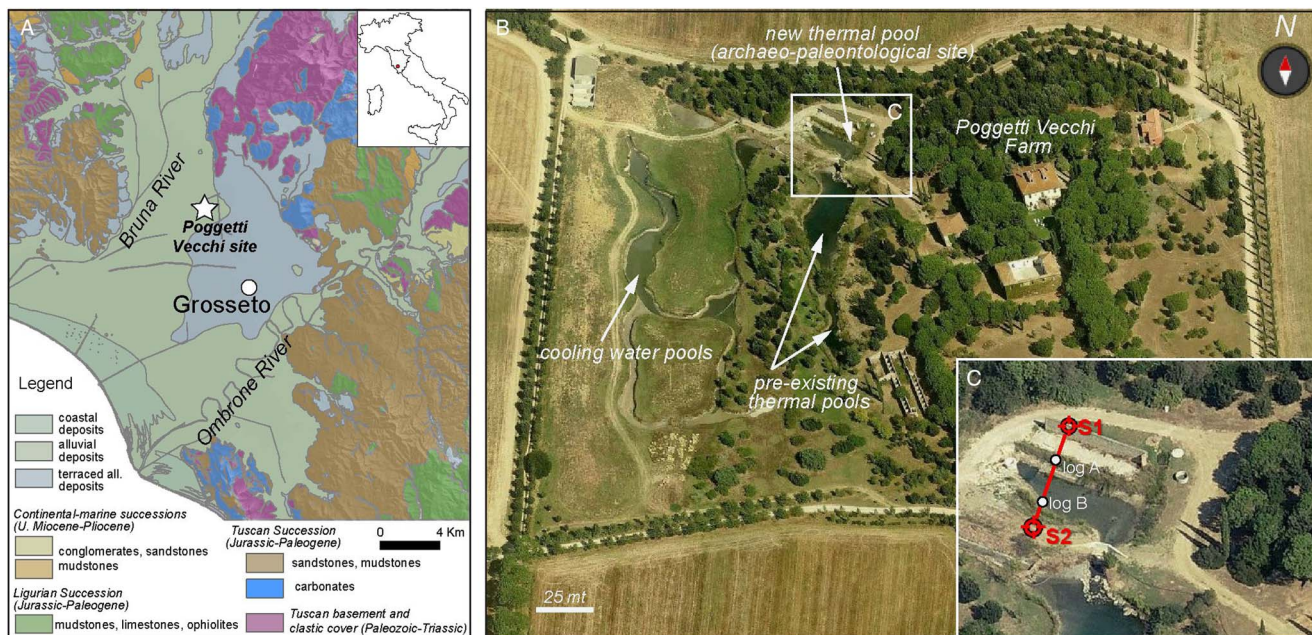 A
Bruna River
Poggetti
Vecchi site
Grosseto
Ombrone River
Legend
coastal
deposits
alluvial
deposits
terraced all.
deposits
Continental-marine successions
(U. Miocene-Pliocene)
conglomerates, sandstones
mudstones
Ligurian Succession
(Jurassic-Paleogene)
mudstones, limestones, ophiolites
0 4 Km
Tuscan Succession
(Jurassic-Paleogene)
sandstones, mudstones
carbonates
Tuscan basement and
clastic cover (Paleozoic-Triassic)
B
new thermal pool
(archaeo-paleontological site)
N
C
Poggetti Vecchi
Farm
cooling water pools
pre-existing
thermal pools
25 mt
C
S1
log A
log B
S2